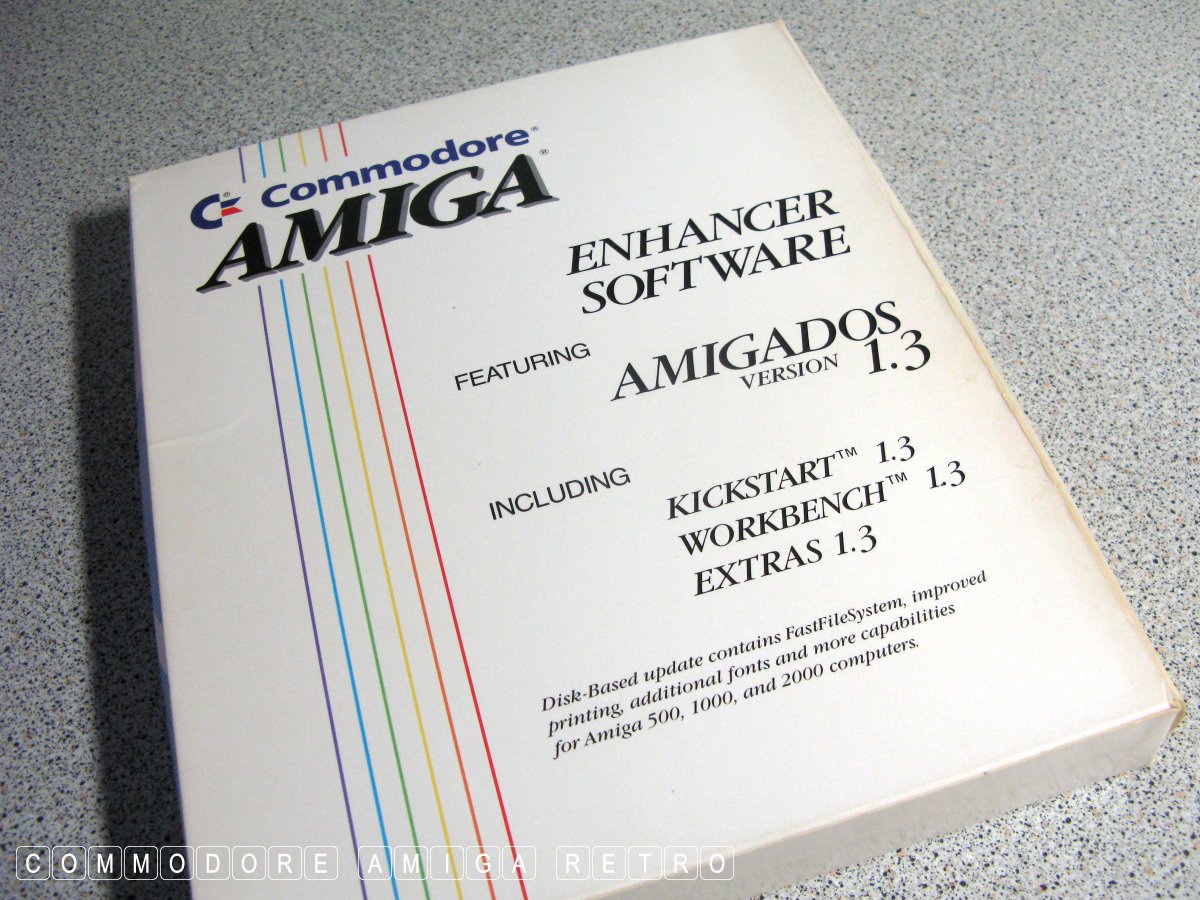 Commodore®
AMIGA®
ENHANCER
SOFTWARE
FEATURING AMIGADOS
VERSION 1.3
INCLUDING KICKSTART™ 1.3
WORKBENCH™ 1.3
EXTRAS 1.3
Disk-Based update contains FastFileSystem, improved
printing, additional fonts and more capabilities
for Amiga 500, 1000, and 2000 computers.
COMMODORE AMIGA RETRO